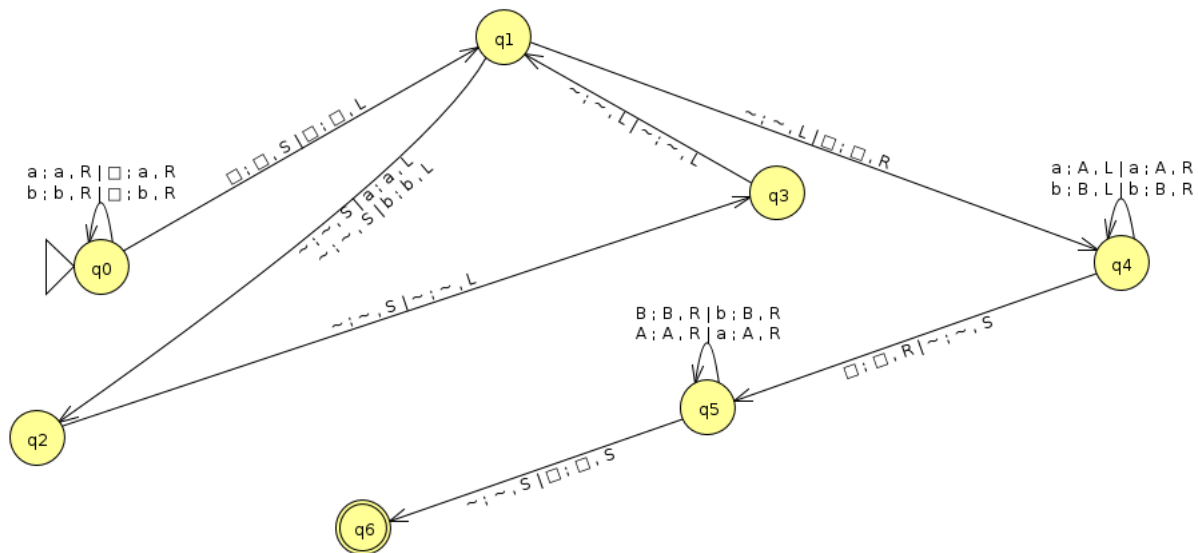 q1
□;□,S|□;□,L
~;~,L|~;~,L
~;~,L|□;□,R
a;a,R|□;a,R
b;b,R|□;b,R
a;A,L|a;A,R
b;B,L|b;B,R
~;~,S|a;a,L
~;~,S|b;b,L
q3
q0
q4
~;~,S|~;~,L
B;B,R|b;B,R
A;A,R|a;A,R
□;□,R|~;~,S
q5
q2
~;~,S|□;□,S
q6